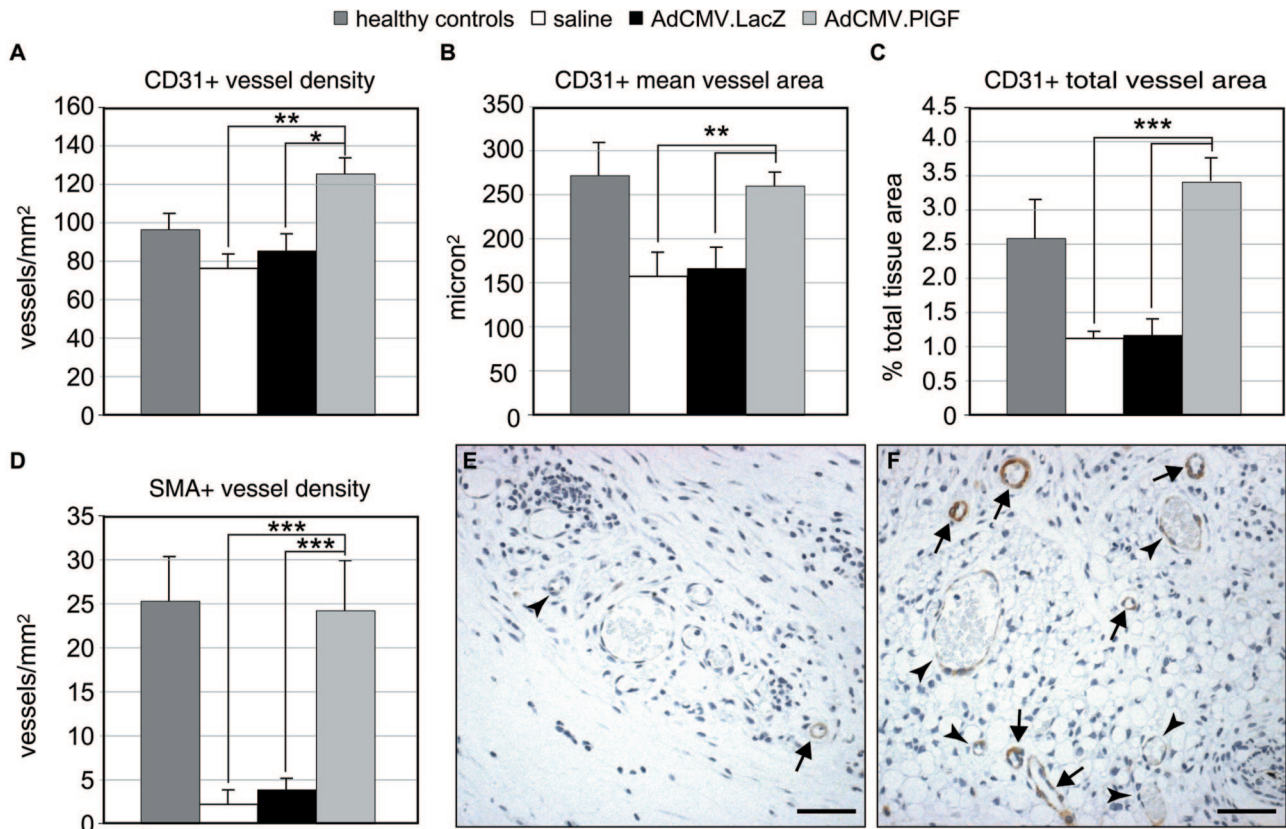 healthy controls saline AdCMV.LacZ AdCMV.PlGF
A
CD31+ vessel density
vessels/mm2
160
140
120
100
80
60
40
20
0
**
*
B
CD31+ mean vessel area
micron2
350
300
250
200
150
100
50
0
**
C
CD31+ total vessel area
% total tissue area
4.5
4.0
3.5
3.0
2.5
2.0
1.5
1.0
0.5
0
***
D
SMA+ vessel density
vessels/mm2
35
30
25
20
15
10
5
0
***
***
E
F